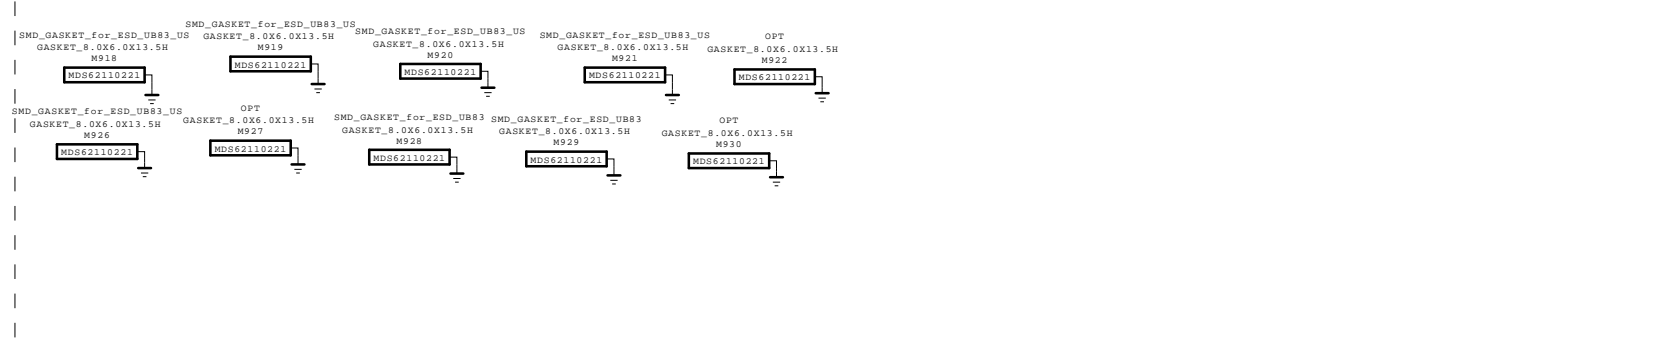 SMD_GASKET_for_ESD_UB83_US
GASKET_8.0X6.0X13.5H
M918
MDS62110221
SMD_GASKET_for_ESD_UB83_US
GASKET_8.0X6.0X13.5H
M919
MDS62110221
SMD_GASKET_for_ESD_UB83_US
GASKET_8.0X6.0X13.5H
M920
MDS62110221
SMD_GASKET_for_ESD_UB83_US
GASKET_8.0X6.0X13.5H
M921
MDS62110221
OPT
GASKET_8.0X6.0X13.5H
M922
MDS62110221
SMD_GASKET_for_ESD_UB83_US
GASKET_8.0X6.0X13.5H
M926
MDS62110221
OPT
GASKET_8.0X6.0X13.5H
M927
MDS62110221
SMD_GASKET_for_ESD_UB83
GASKET_8.0X6.0X13.5H
M928
MDS62110221
SMD_GASKET_for_ESD_UB83
GASKET_8.0X6.0X13.5H
M929
MDS62110221
OPT
GASKET_8.0X6.0X13.5H
M930
MDS62110221